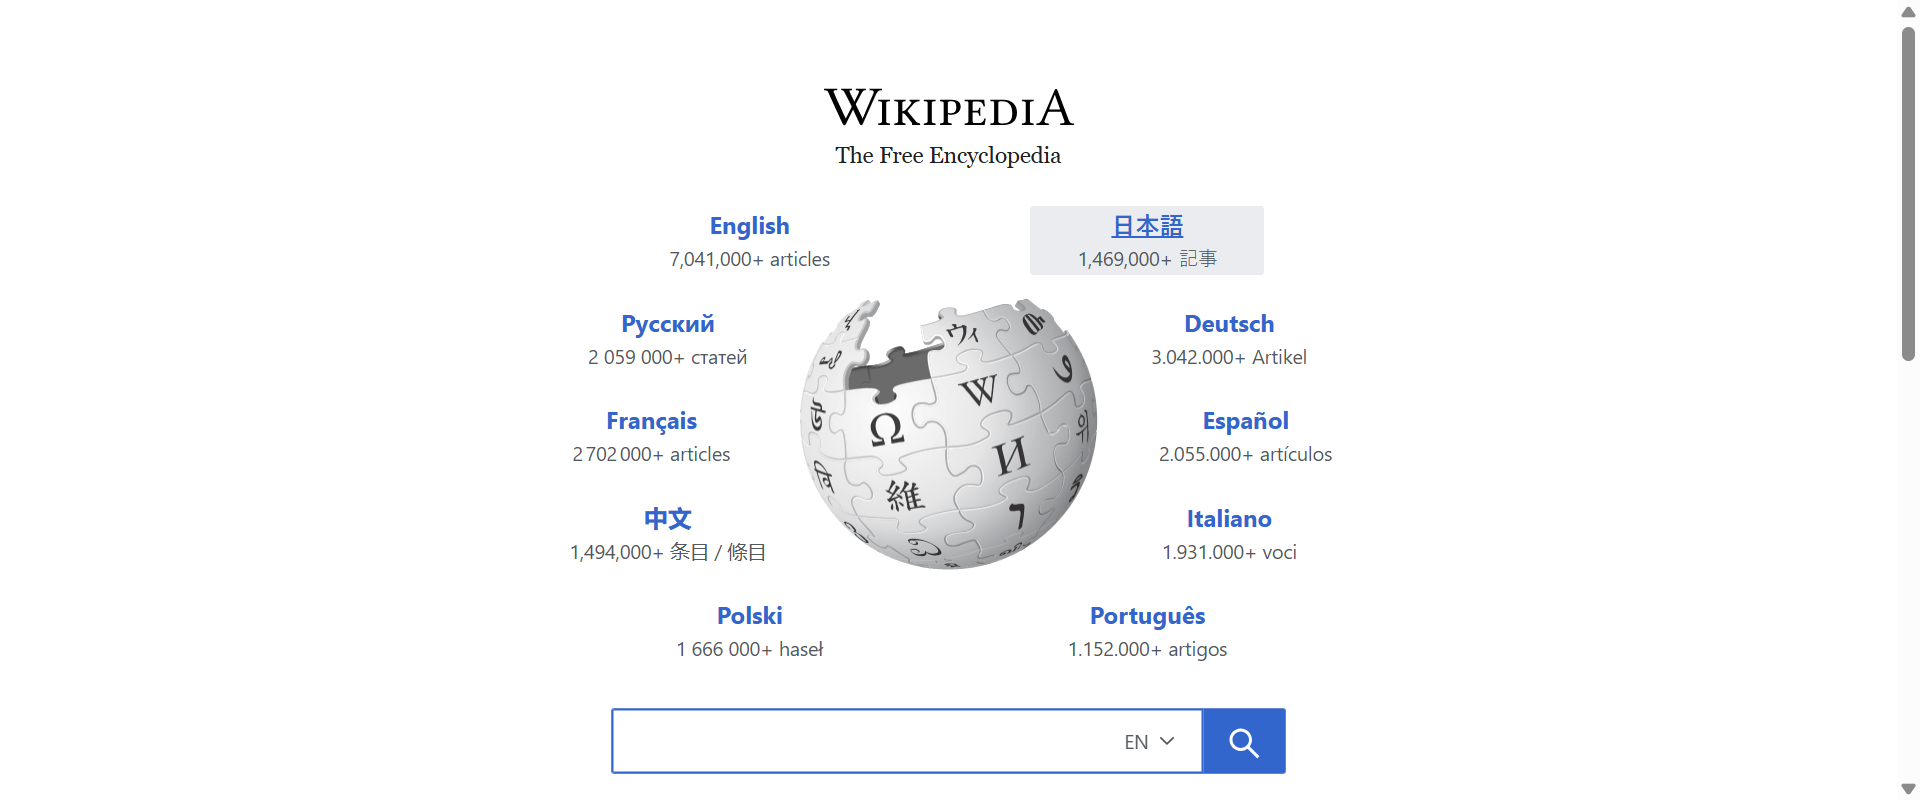 WIKIPEDIA
The Free Encyclopedia
English
7,041,000+ articles
日本語
1,469,000+ 記事
Русский
2 059 000+ статей
Deutsch
3.042.000+ Artikel
Français
2 702 000+ articles
Español
2.055.000+ artículos
中文
1,494,000+ 条目 / 條目
Italiano
1.931.000+ voci
Polski
1 666 000+ haseł
Português
1.152.000+ artigos
ウィ
W
Ω
И
維
EN